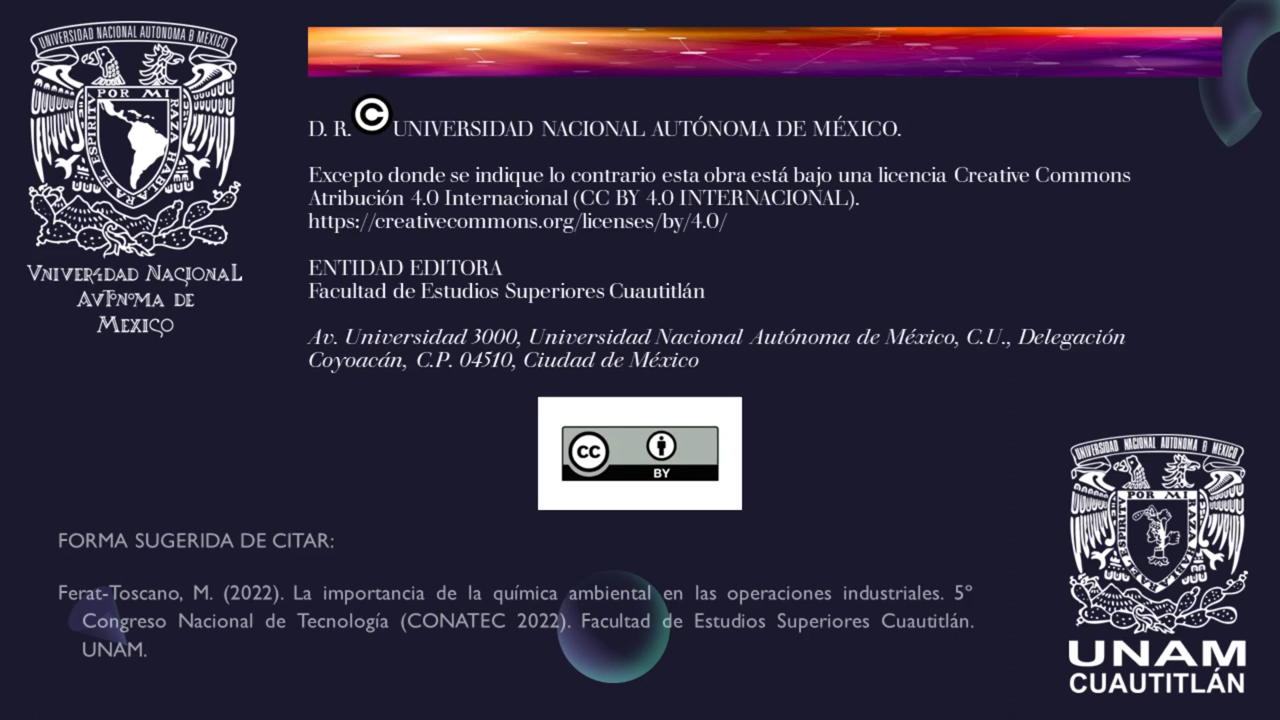 UNIVERSIDAD NACIONAL AUTONOMA D MEXICO
POR MI RAZA HABLARA EL ESPIRITU
VNIVERSIDAD NACIONAL
AVTƑNOMA DE
MEXICO
D. R. © UNIVERSIDAD NACIONAL AUTÓNOMA DE MÉXICO.
Excepto donde se indique lo contrario esta obra está bajo una licencia Creative Commons
Atribución 4.0 Internacional (CC BY 4.0 INTERNACIONAL).
https://creativecommons.org/licenses/by/4.0/
ENTIDAD EDITORA
Facultad de Estudios Superiores Cuautitlán
Av. Universidad 3000, Universidad Nacional Autónoma de México, C.U., Delegación
Coyoacán, C.P. 04510, Ciudad de México
CC
BY
FORMA SUGERIDA DE CITAR:
Ferat-Toscano, M. (2022). La importancia de la química ambiental en las operaciones industriales. 5°
Congreso Nacional de Tecnología (CONATEC 2022). Facultad de Estudios Superiores Cuautitlán.
UNAM.
UNIVERSIDAD NACIONAL AUTONOMA D MEXICO
POR MI RAZA HABLARA EL ESPIRITU
UNAM
CUAUTITLÁN